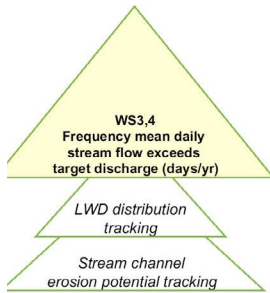 WS3,4
Frequency mean daily
stream flow exceeds
target discharge (days/yr)
LWD distribution
tracking
Stream channel
erosion potential tracking